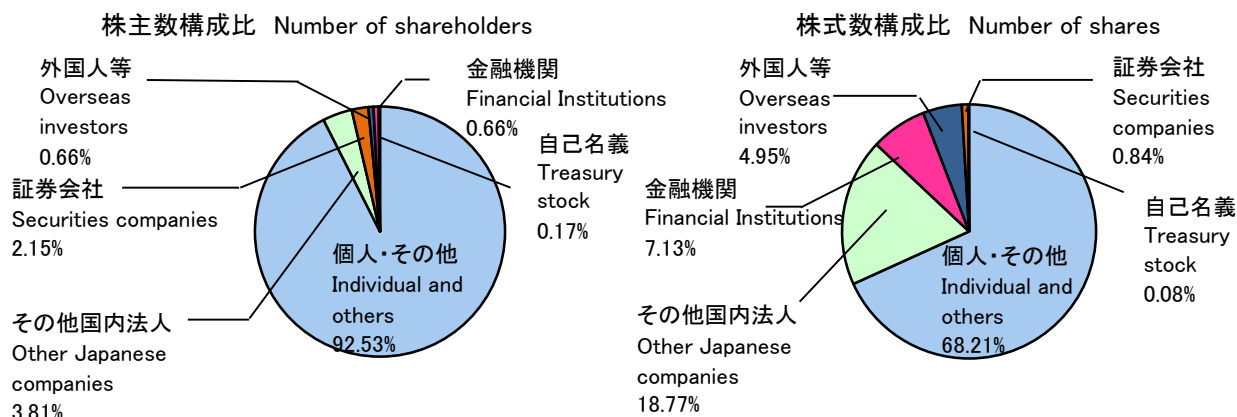 株主数構成比 Number of shareholders
外国人等
Overseas
investors
0.66%
金融機関
Financial Institutions
0.66%
自己名義
Treasury
stock
0.17%
証券会社
Securities companies
2.15%
個人・その他
Individual and
others
92.53%
その他国内法人
Other Japanese
companies
3.81%
株式数構成比 Number of shares
外国人等
Overseas
investors
4.95%
証券会社
Securities
companies
0.84%
金融機関
Financial Institutions
7.13%
自己名義
Treasury
stock
0.08%
個人・その他
Individual and
others
68.21%
その他国内法人
Other Japanese
companies
18.77%